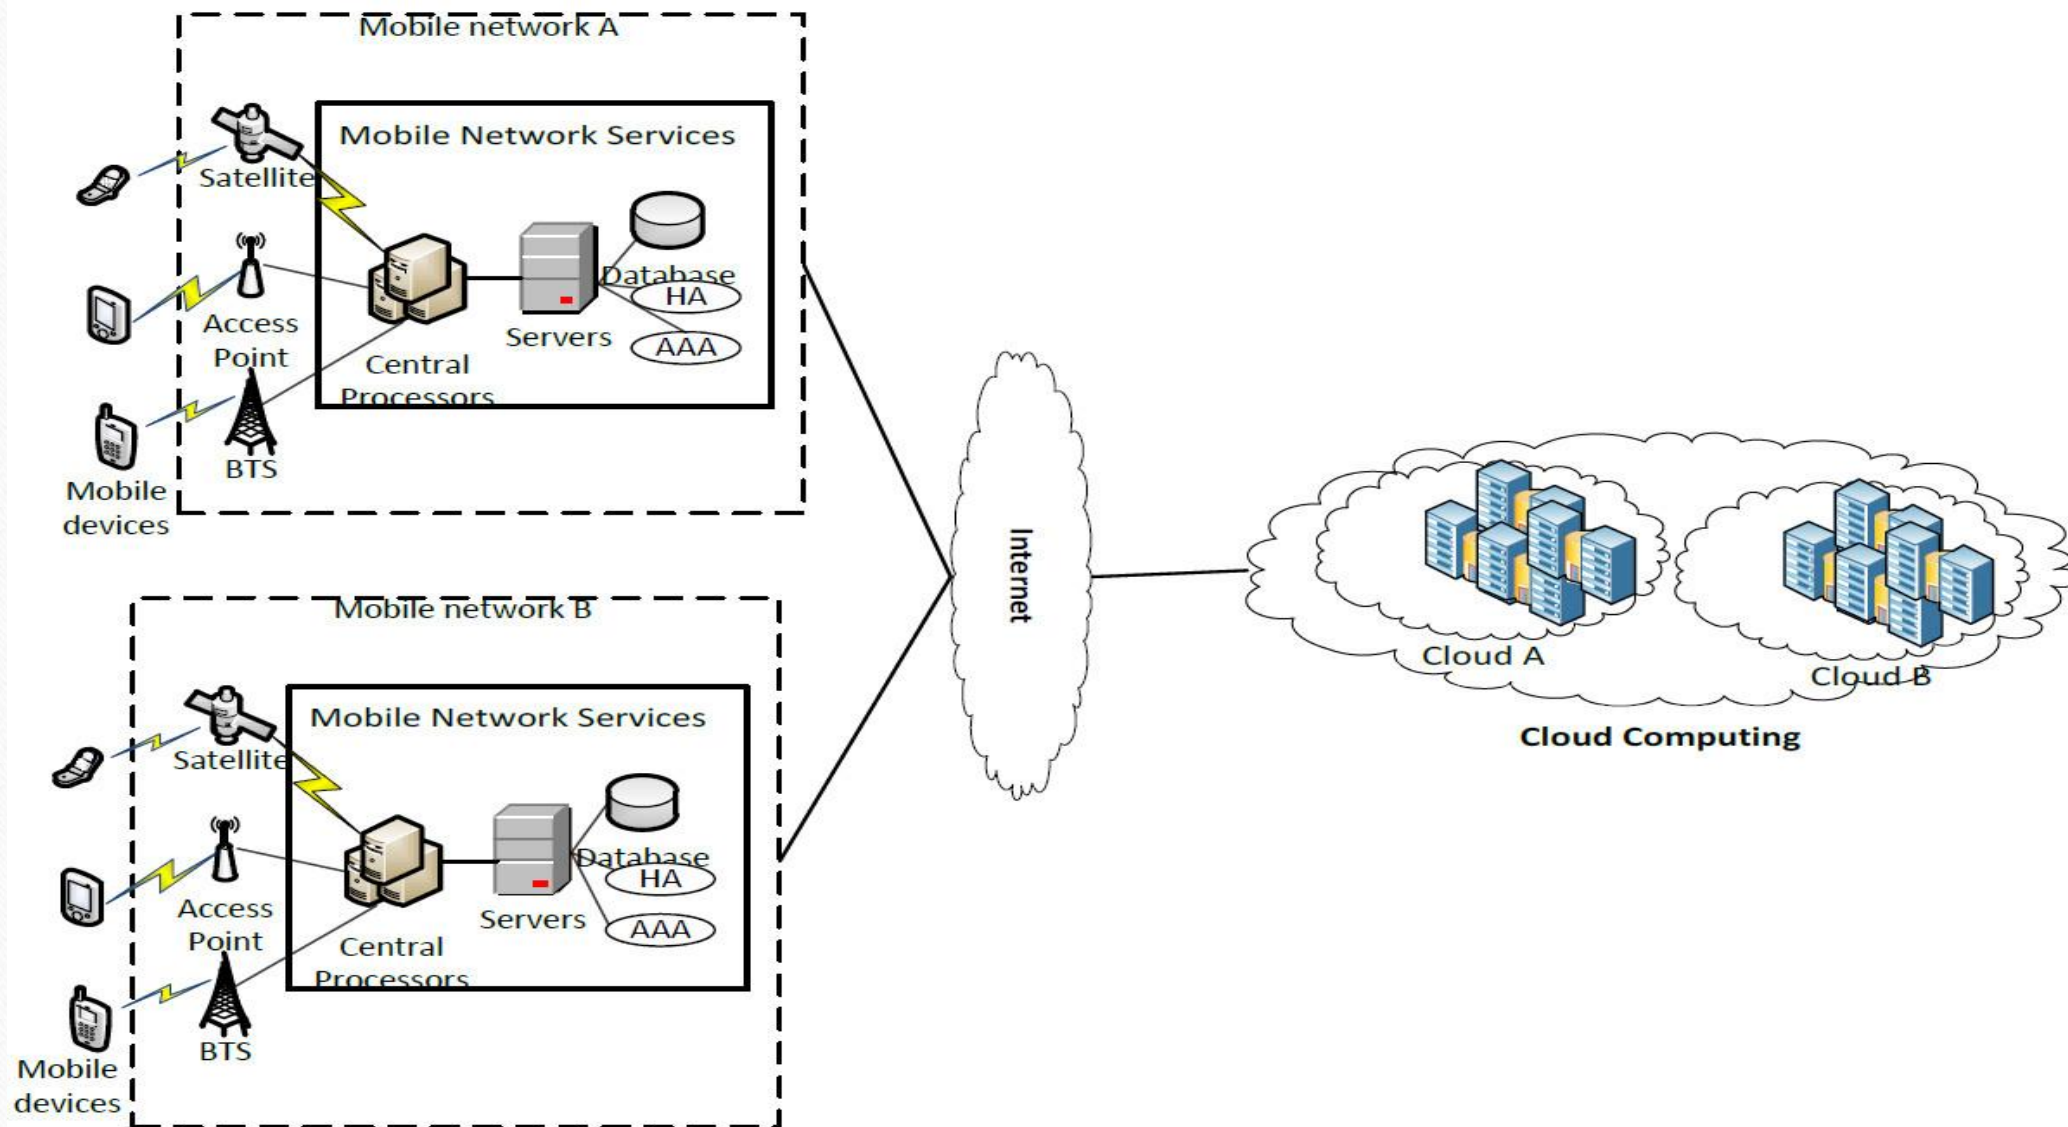 Mobile network A
Mobile Network Services
Satellite
Database
HA
Access
Point
Servers
AAA
Central
Processors
BTS
Mobile
devices
Mobile network B
Mobile Network Services
Satellite
Database
HA
Access
Point
Servers
AAA
Central
Processors
BTS
Mobile
devices
Internet
Cloud A
Cloud B
Cloud Computing